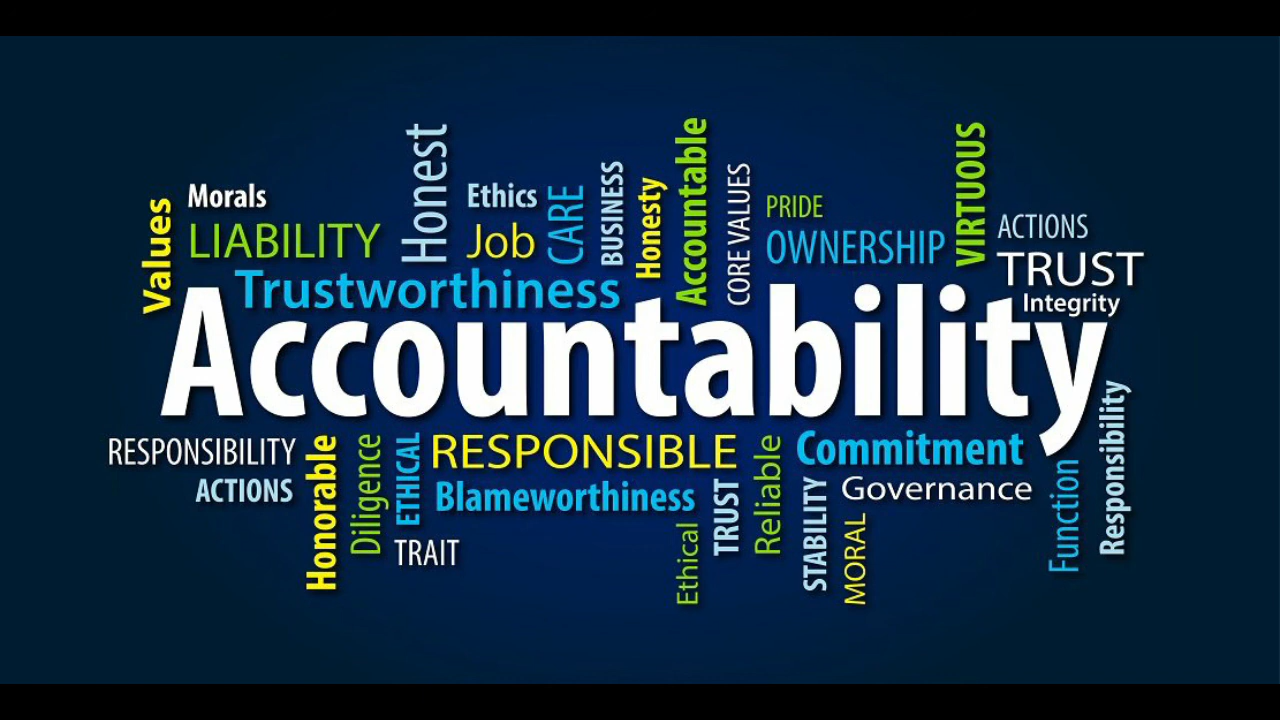 Values
Morals
LIABILITY
Honest
Ethics
Job
CARE
BUSINESS
Honesty
Accountable
CORE VALUES
PRIDE
OWNERSHIP
VIRTUOUS
ACTIONS
TRUST
Integrity
Trustworthiness
Accountability
RESPONSIBILITY
ACTIONS
Honorable
Diligence
ETHICAL
TRAIT
RESPONSIBLE
Blameworthiness
Ethical
TRUST
Reliable
Commitment
STABILITY
Governance
MORAL
Function
Responsibility